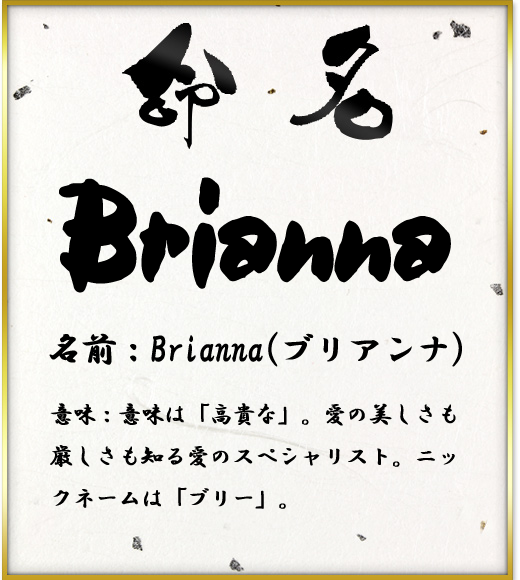 命名
Brianna
名前：Brianna(ブリアンナ)
意味：意味は「高貴な」。愛の美しさも
厳しさも知る愛のスペシャリスト。ニッ
クネームは「ブリー」。